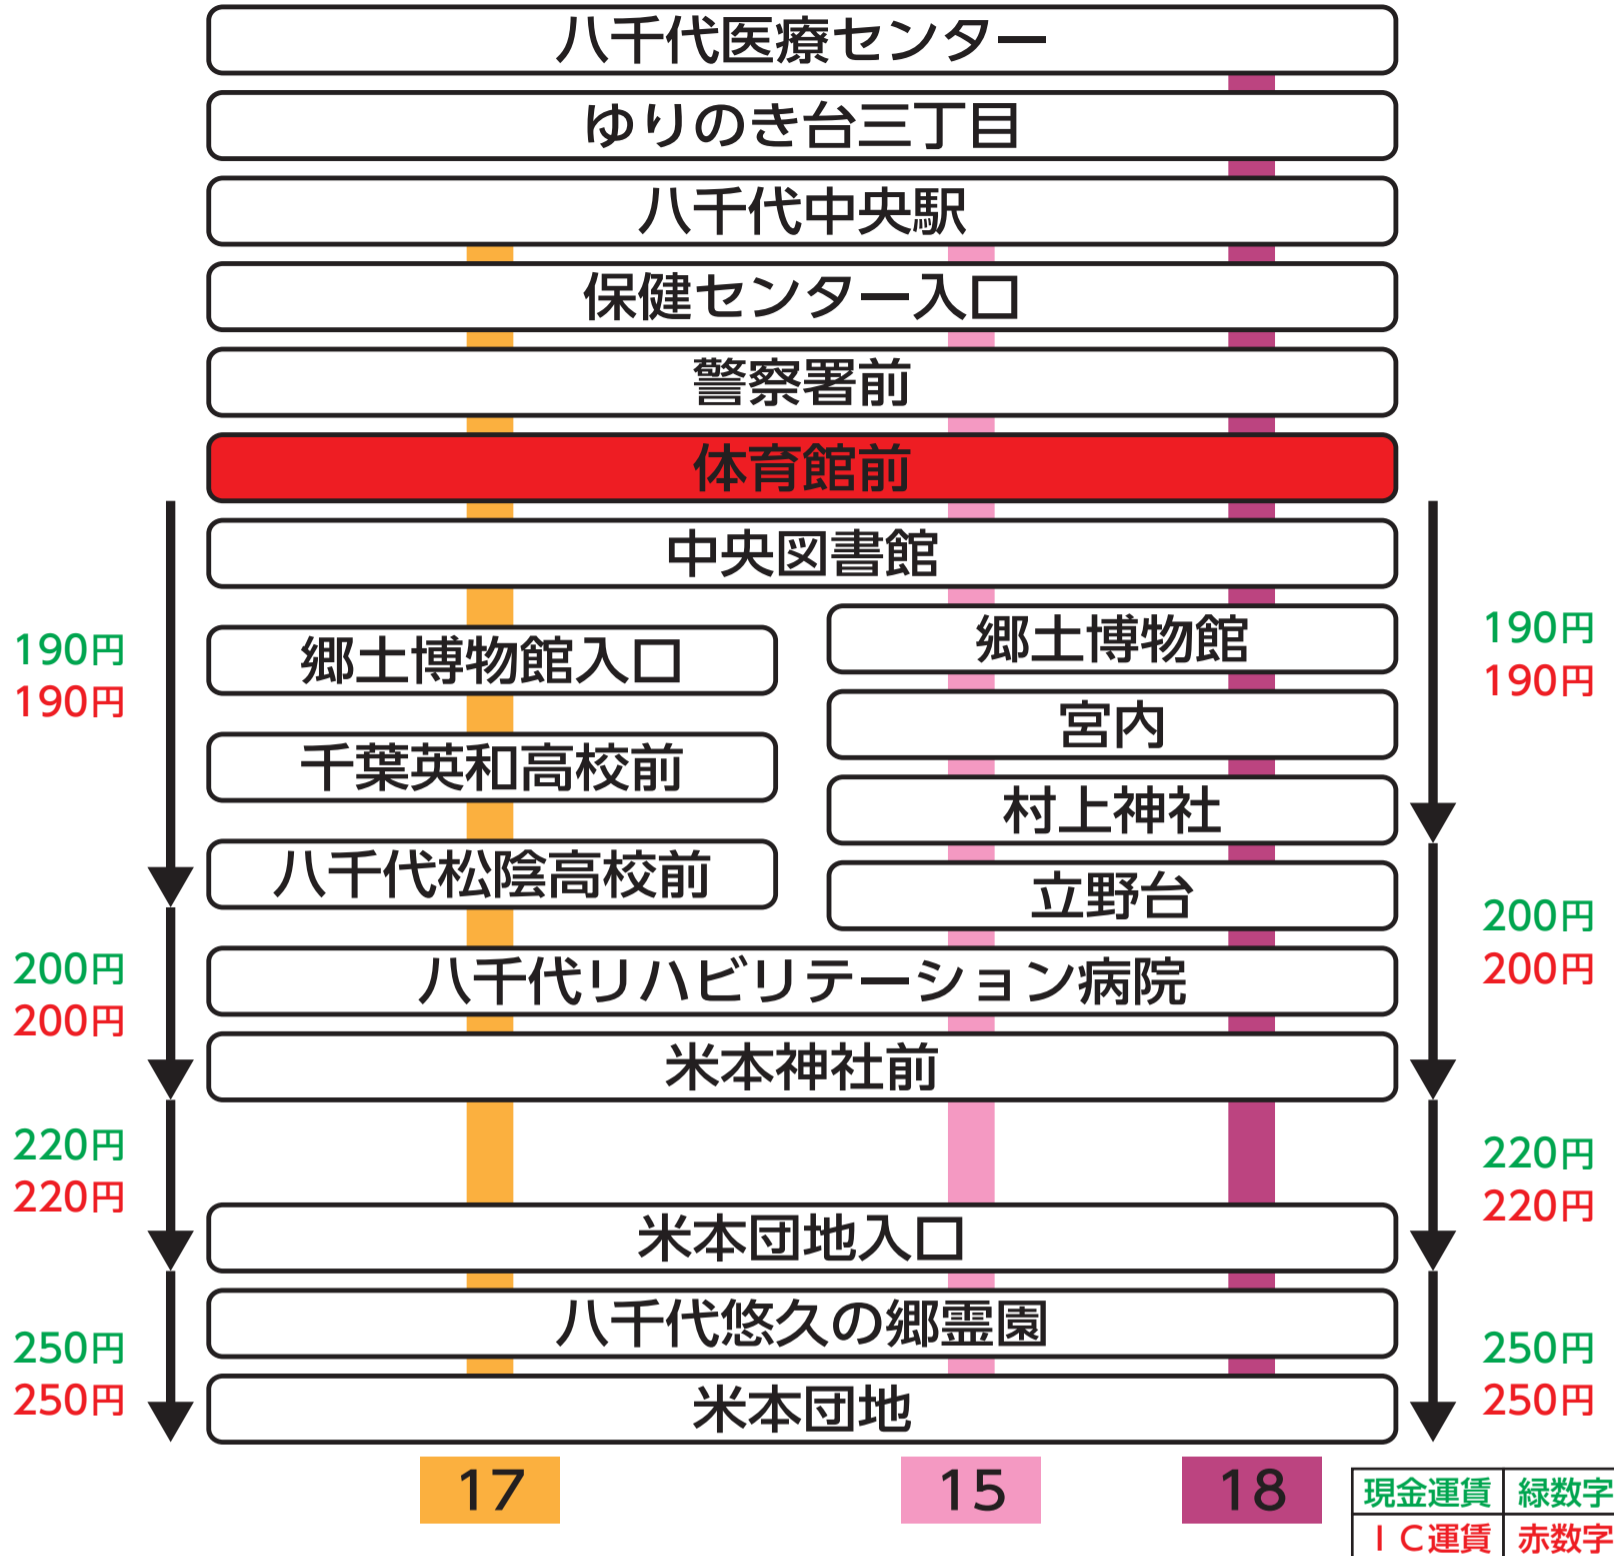 八千代医療センター
ゆりのき台三丁目
八千代中央駅
保健センター入口
警察署前
体育館前
中央図書館
郷土博物館入口
千葉英和高校前
八千代松陰高校前
郷土博物館
宮内
村上神社
立野台
八千代リハビリテーション病院
米本神社前
米本団地入口
八千代悠久の郷霊園
米本団地
190円
190円
200円
200円
220円
220円
250円
250円
190円
190円
200円
200円
220円
220円
250円
250円
17
15
18
現金運賃 緑数字
IC運賃 赤数字